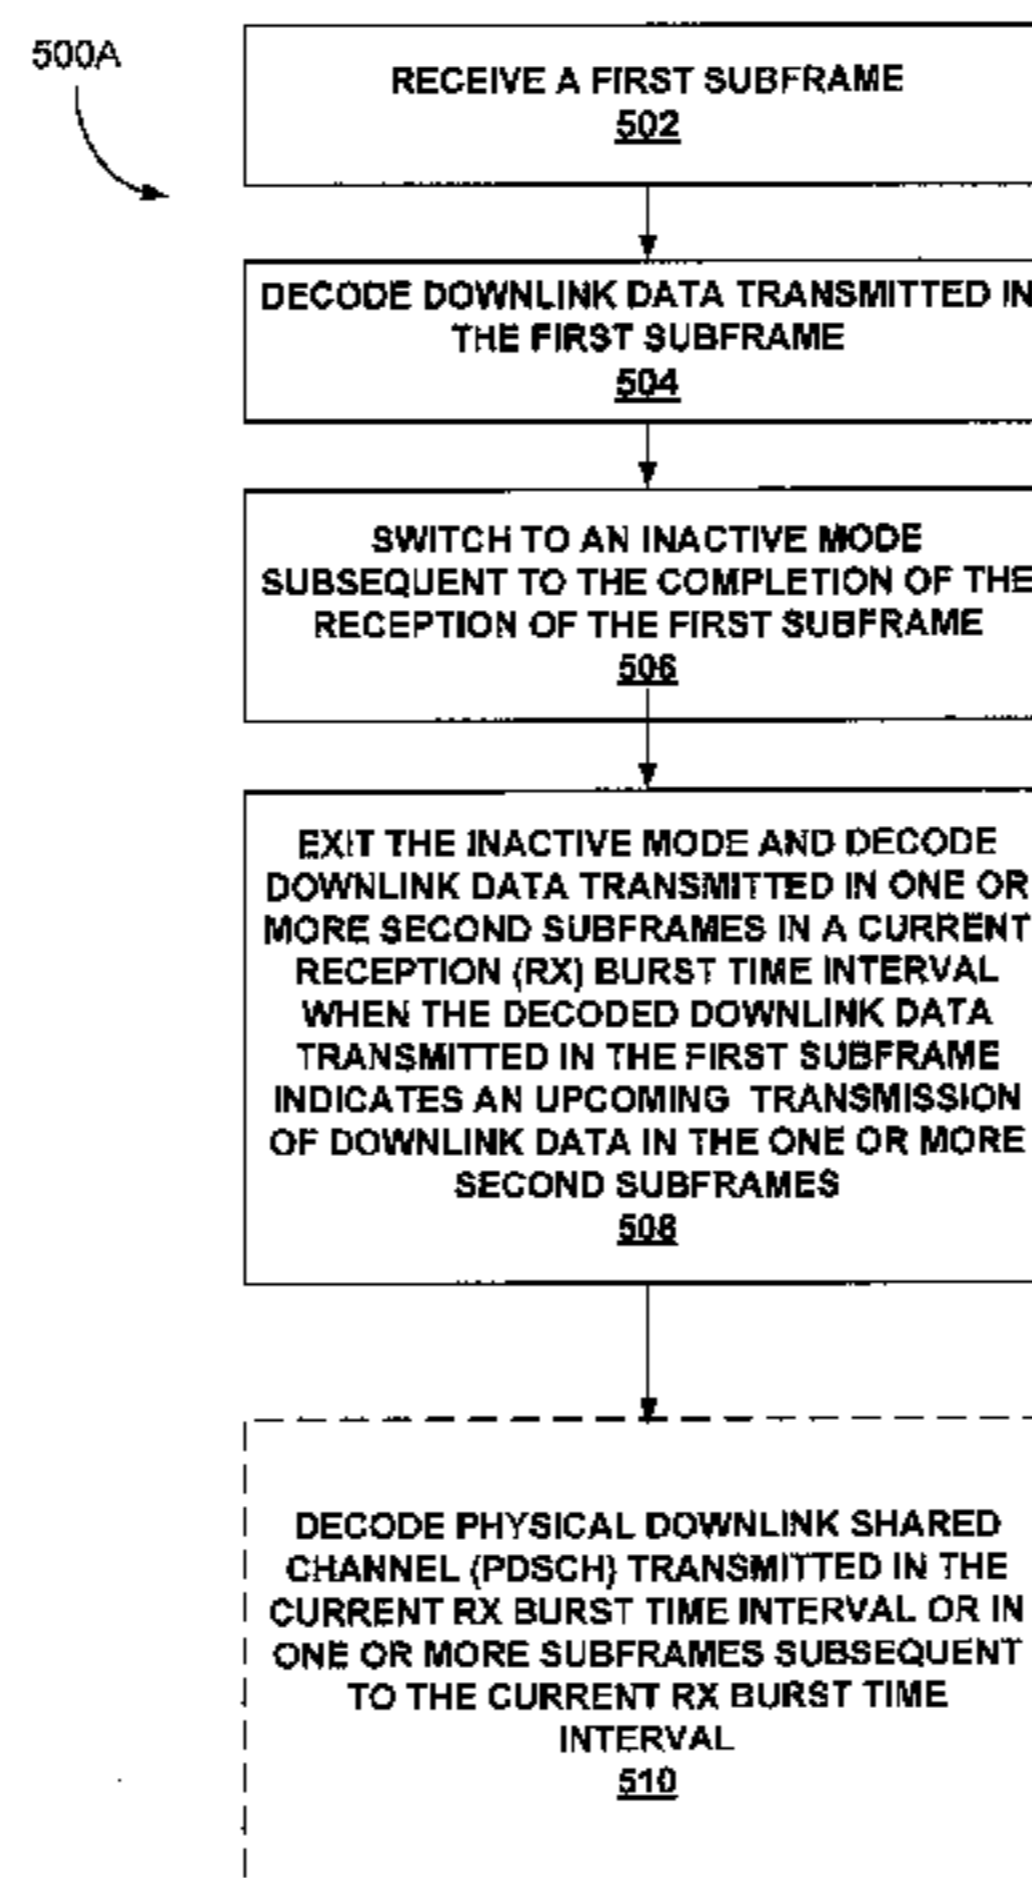 500A
RECEIVE A FIRST SUBFRAME
502
DECODE DOWNLINK DATA TRANSMITTED IN
THE FIRST SUBFRAME
504
SWITCH TO AN INACTIVE MODE
SUBSEQUENT TO THE COMPLETION OF THE
RECEPTION OF THE FIRST SUBFRAME
506
EXIT THE INACTIVE MODE AND DECODE
DOWNLINK DATA TRANSMITTED IN ONE OR
MORE SECOND SUBFRAMES IN A CURRENT
RECEPTION (RX) BURST TIME INTERVAL
WHEN THE DECODED DOWNLINK DATA
TRANSMITTED IN THE FIRST SUBFRAME
INDICATES AN UPCOMING TRANSMISSION
OF DOWNLINK DATA IN THE ONE OR MORE
SECOND SUBFRAMES
508
DECODE PHYSICAL DOWNLINK SHARED
CHANNEL (PDSCH) TRANSMITTED IN THE
CURRENT RX BURST TIME INTERVAL OR IN
ONE OR MORE SUBFRAMES SUBSEQUENT
TO THE CURRENT RX BURST TIME
INTERVAL
510